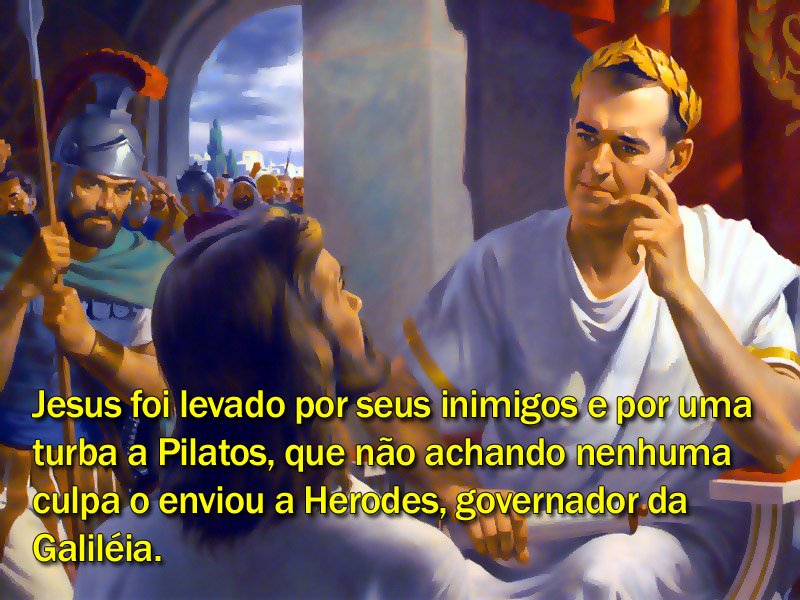 Jesus foi levado por seus inimigos e por uma
turba a Pilatos, que não achando nenhuma
culpa o enviou a Herodes, governador da
Galiléia.